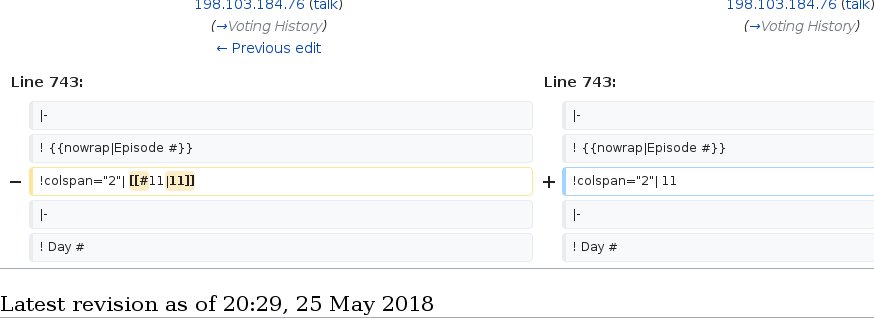 198.103.184.76 (talk)
(→Voting History)
← Previous edit
198.103.184.76 (talk)
(→Voting History)
Line 743:
Line 743:
|-
|-
! {{nowrap|Episode #}}
! {{nowrap|Episode #}}
− !colspan="2"| [[#11|11]]
+ !colspan="2"| 11
|-
|-
! Day #
! Day #
Latest revision as of 20:29, 25 May 2018